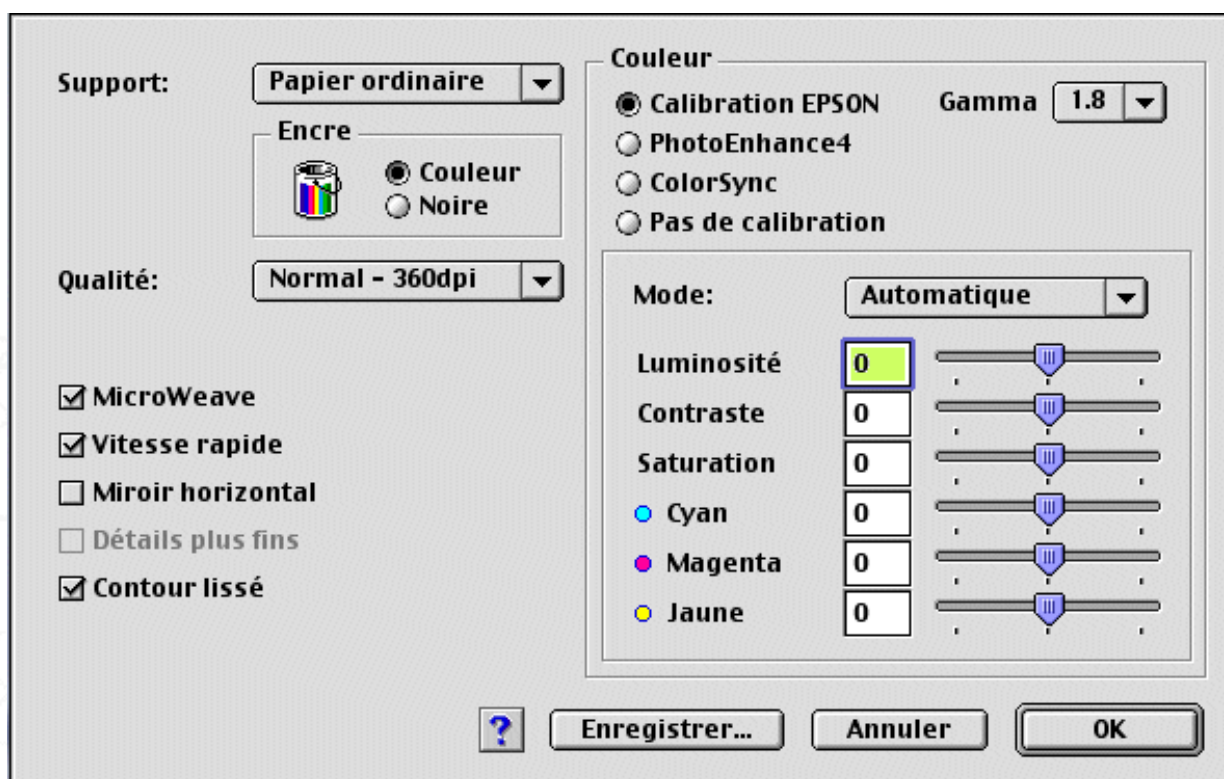 Support:
Papier ordinaire
Encre
Couleur
Noire
Qualité:
Normal - 360dpi
MicroWeave
Vitesse rapide
Miroir horizontal
Détails plus fins
Contour lissé
Couleur
Calibration EPSON
Gamma 1.8
PhotoEnhance4
ColorSync
Pas de calibration
Mode: Automatique
Luminosité 0
Contraste 0
Saturation 0
Cyan 0
Magenta 0
Jaune 0
? Enregistrer... Annuler OK